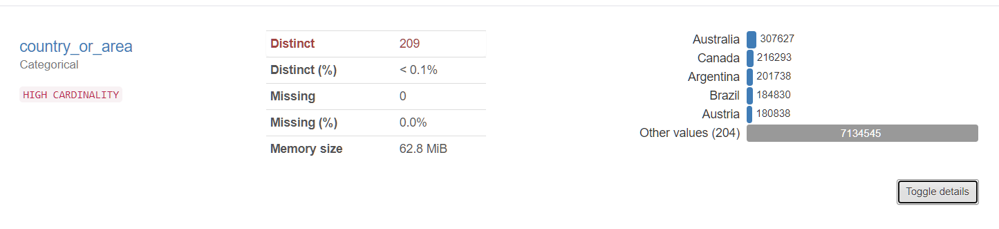 country_or_area
Categorical
HIGH CARDINALITY
Distinct 209
Distinct (%) < 0.1%
Missing 0
Missing (%) 0.0%
Memory size 62.8 MiB
Australia 307627
Canada 216293
Argentina 201738
Brazil 184830
Austria 180838
Other values (204) 7134545
Toggle details